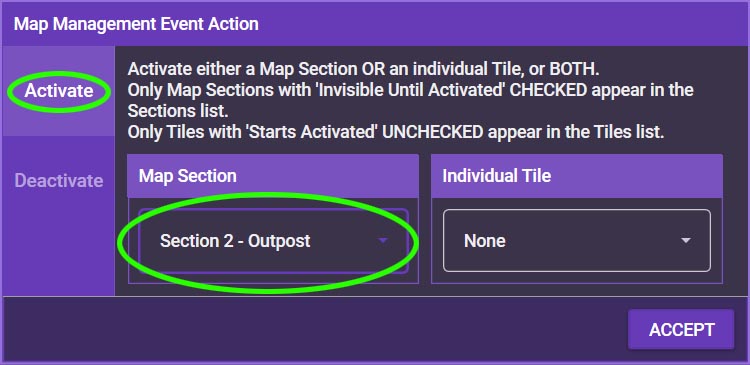 Map Management Event Action
Activate
Deactivate
Activate either a Map Section OR an individual Tile, or BOTH.
Only Map Sections with 'Invisible Until Activated' CHECKED appear in the
Sections list.
Only Tiles with 'Starts Activated' UNCHECKED appear in the Tiles list.
Map Section
Section 2 - Outpost
Individual Tile
None
ACCEPT